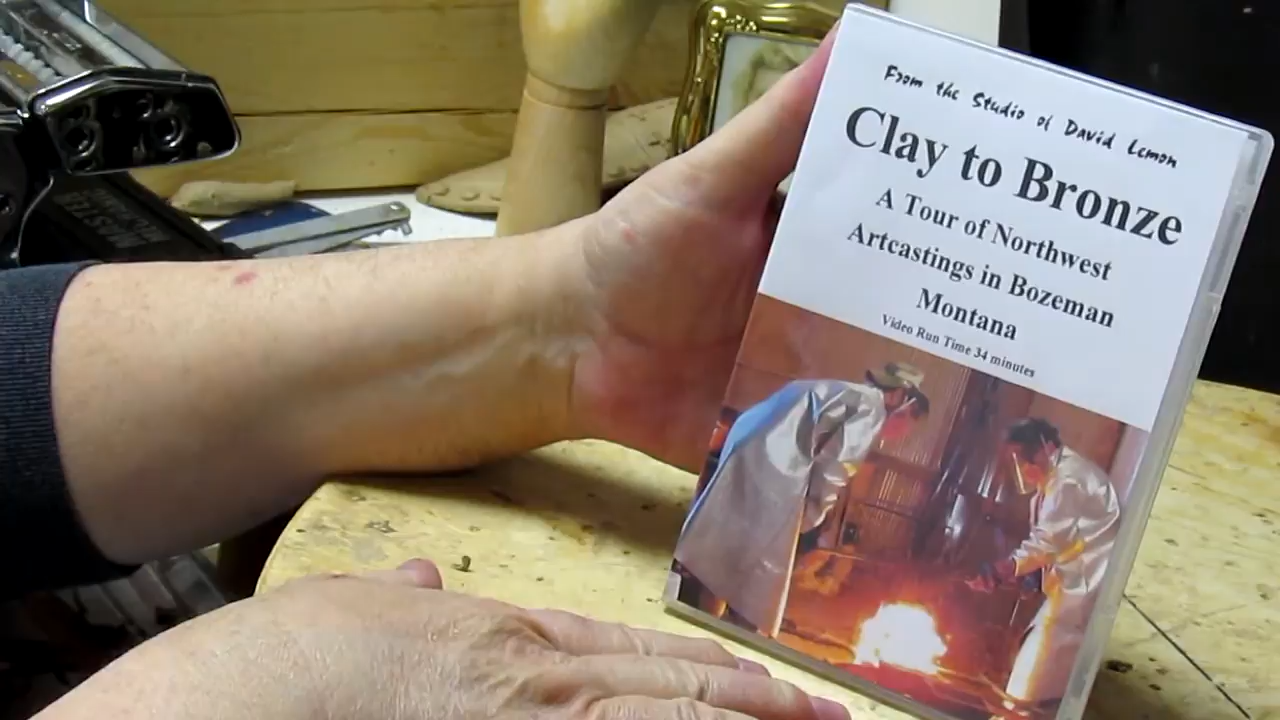 From the Studio of David Lemon
Clay to Bronze
A Tour of Northwest
Artcastings in Bozeman
Montana
Video Run Time 34 minutes